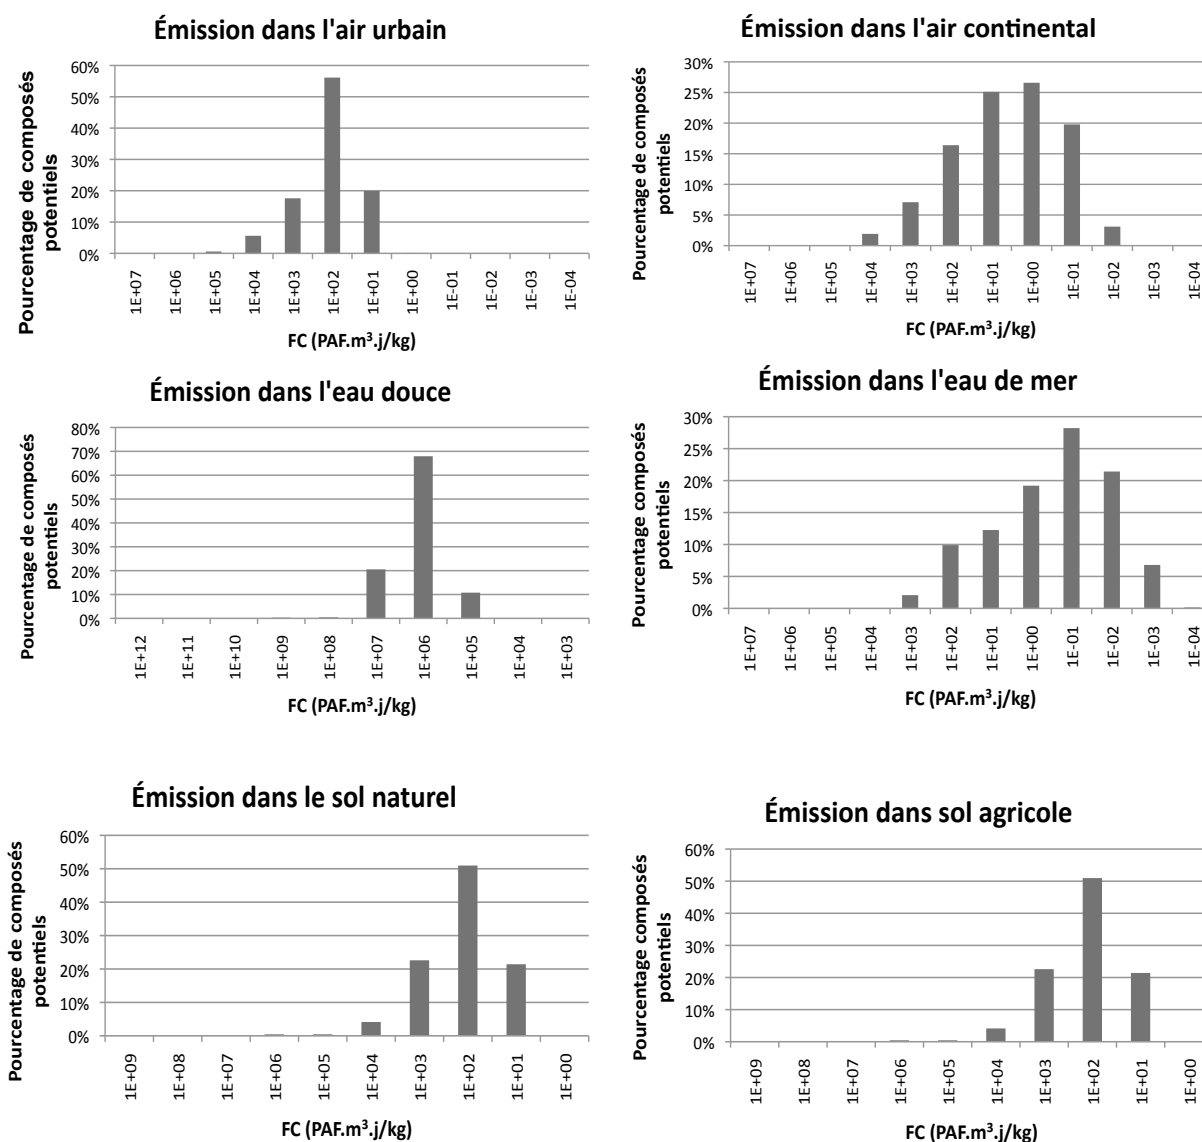 Émission dans l'air urbain
Pourcentage de composés
potentiels
60%
50%
40%
30%
20%
10%
0%
1E+07
1E+06
1E+05
1E+04
1E+03
1E+02
1E+01
1E+00
1E-01
1E-02
1E-03
1E-04
FC (PAF.m³.j/kg)
Émission dans l'air continental
Pourcentage de composés
potentiels
30%
25%
20%
15%
10%
5%
0%
1E+07
1E+06
1E+05
1E+04
1E+03
1E+02
1E+01
1E+00
1E-01
1E-02
1E-03
1E-04
FC (PAF.m³.j/kg)
Émission dans l'eau douce
Pourcentage de composés
potentiels
80%
70%
60%
50%
40%
30%
20%
10%
0%
1E+12
1E+11
1E+10
1E+09
1E+08
1E+07
1E+06
1E+05
1E+04
1E+03
FC (PAF.m³.j/kg)
Émission dans l'eau de mer
Pourcentage composés
potentiels
30%
25%
20%
15%
10%
5%
0%
1E+07
1E+06
1E+05
1E+04
1E+03
1E+02
1E+01
1E+00
1E-01
1E-02
1E-03
1E-04
FC (PAF.m³.j/kg)
Émission dans le sol naturel
Pourcentage de composés
potentiels
60%
50%
40%
30%
20%
10%
0%
1E+09
1E+08
1E+07
1E+06
1E+05
1E+04
1E+03
1E+02
1E+01
1E+00
FC (PAF.m³.j/kg)
Émission dans sol agricole
Pourcentage composés
potentiels
60%
50%
40%
30%
20%
10%
0%
1E+09
1E+08
1E+07
1E+06
1E+05
1E+04
1E+03
1E+02
1E+01
1E+00
FC (PAF.m³.j/kg)